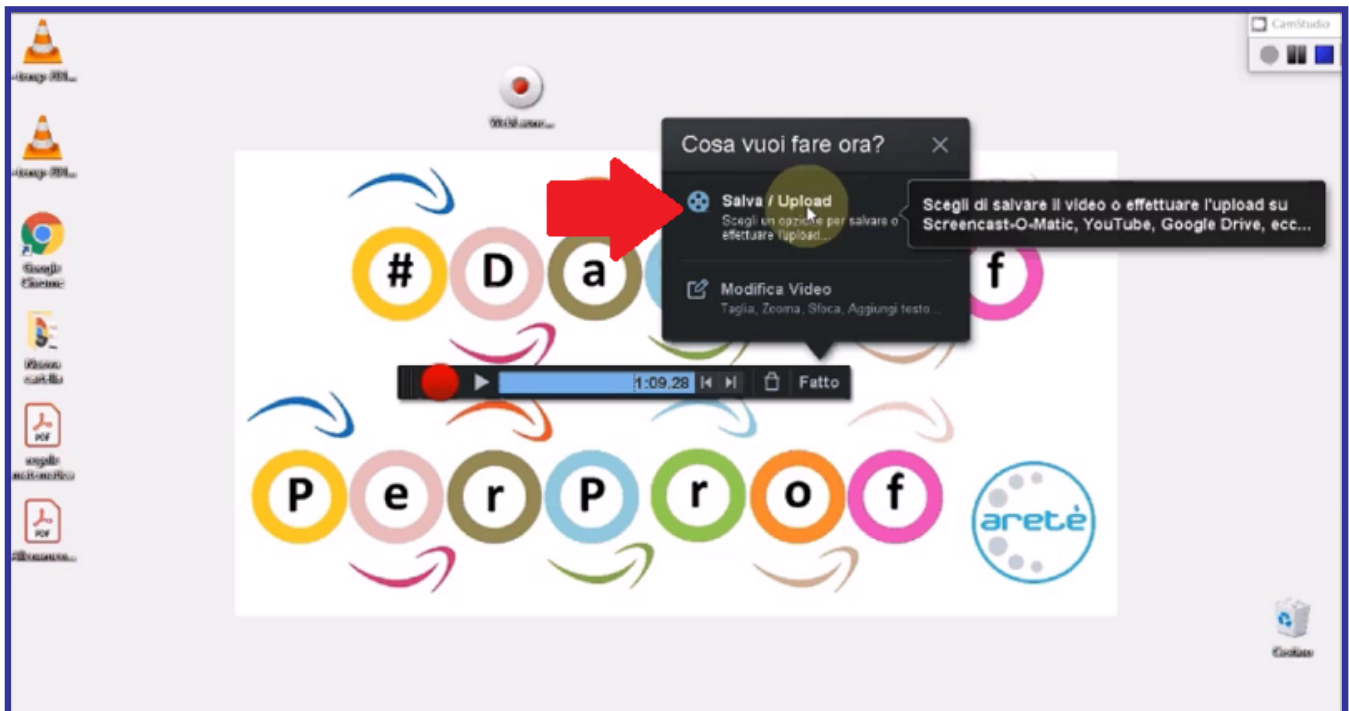 CamStudio
Cosa vuoi fare ora?
Salva / Upload
Scegli un opzione per salvare o
effettuare l'upload...
Scegli di salvare il video o effettuare l'upload su
Screencast-O-Matic, YouTube, Google Drive, ecc...
# D a f
Modifica Video
Taglia, Zooma, Sfoca, Aggiungi testo...
1:09.28
Fatto
P e r P r o f
aretè
Google
PDF
PDF